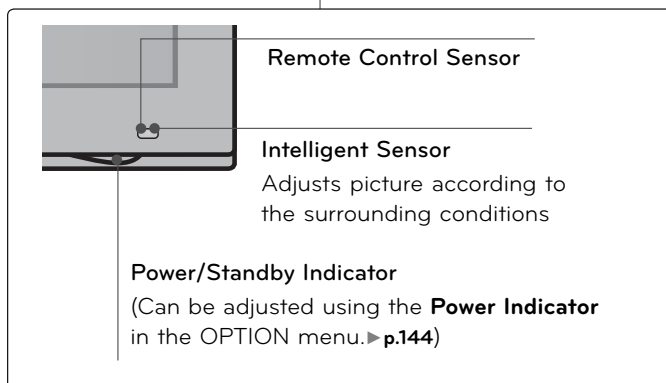 Remote Control Sensor
Intelligent Sensor
Adjusts picture according to
the surrounding conditions
Power/Standby Indicator
(Can be adjusted using the Power Indicator
in the OPTION menu.►p.144)